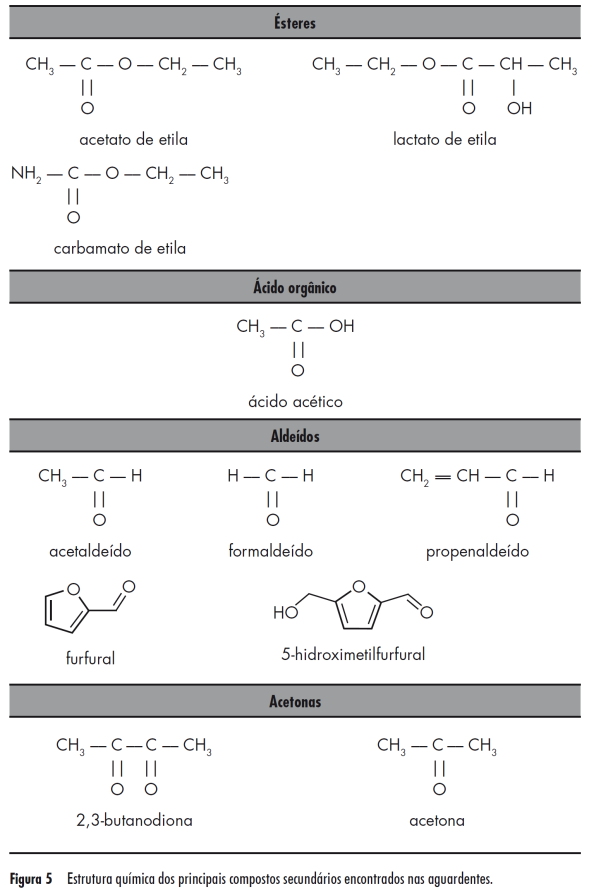 Ésteres
CH3 — C — O — CH2 — CH3 CH3 — CH2 — O — C — CH — CH3
|| || |
O O OH
acetato de etila lactato de etila
NH2 — C — O — CH2 — CH3
||
O
carbamato de etila
Ácido orgânico
CH3 — C — OH
||
O
ácido acético
Aldeídos
CH3 — C — H H — C — H CH2 = CH — C — H
|| || ||
O O O
acetaldeído formaldeído propenaldeído
O O HO O O
furfural 5-hidroximetilfurfural
Acetonas
CH3 — C — C — CH3 CH3 — C — CH3
|| || ||
O O O
2,3-butanodiona acetona
Figura 5 Estrutura química dos principais compostos secundários encontrados nas aguardentes.